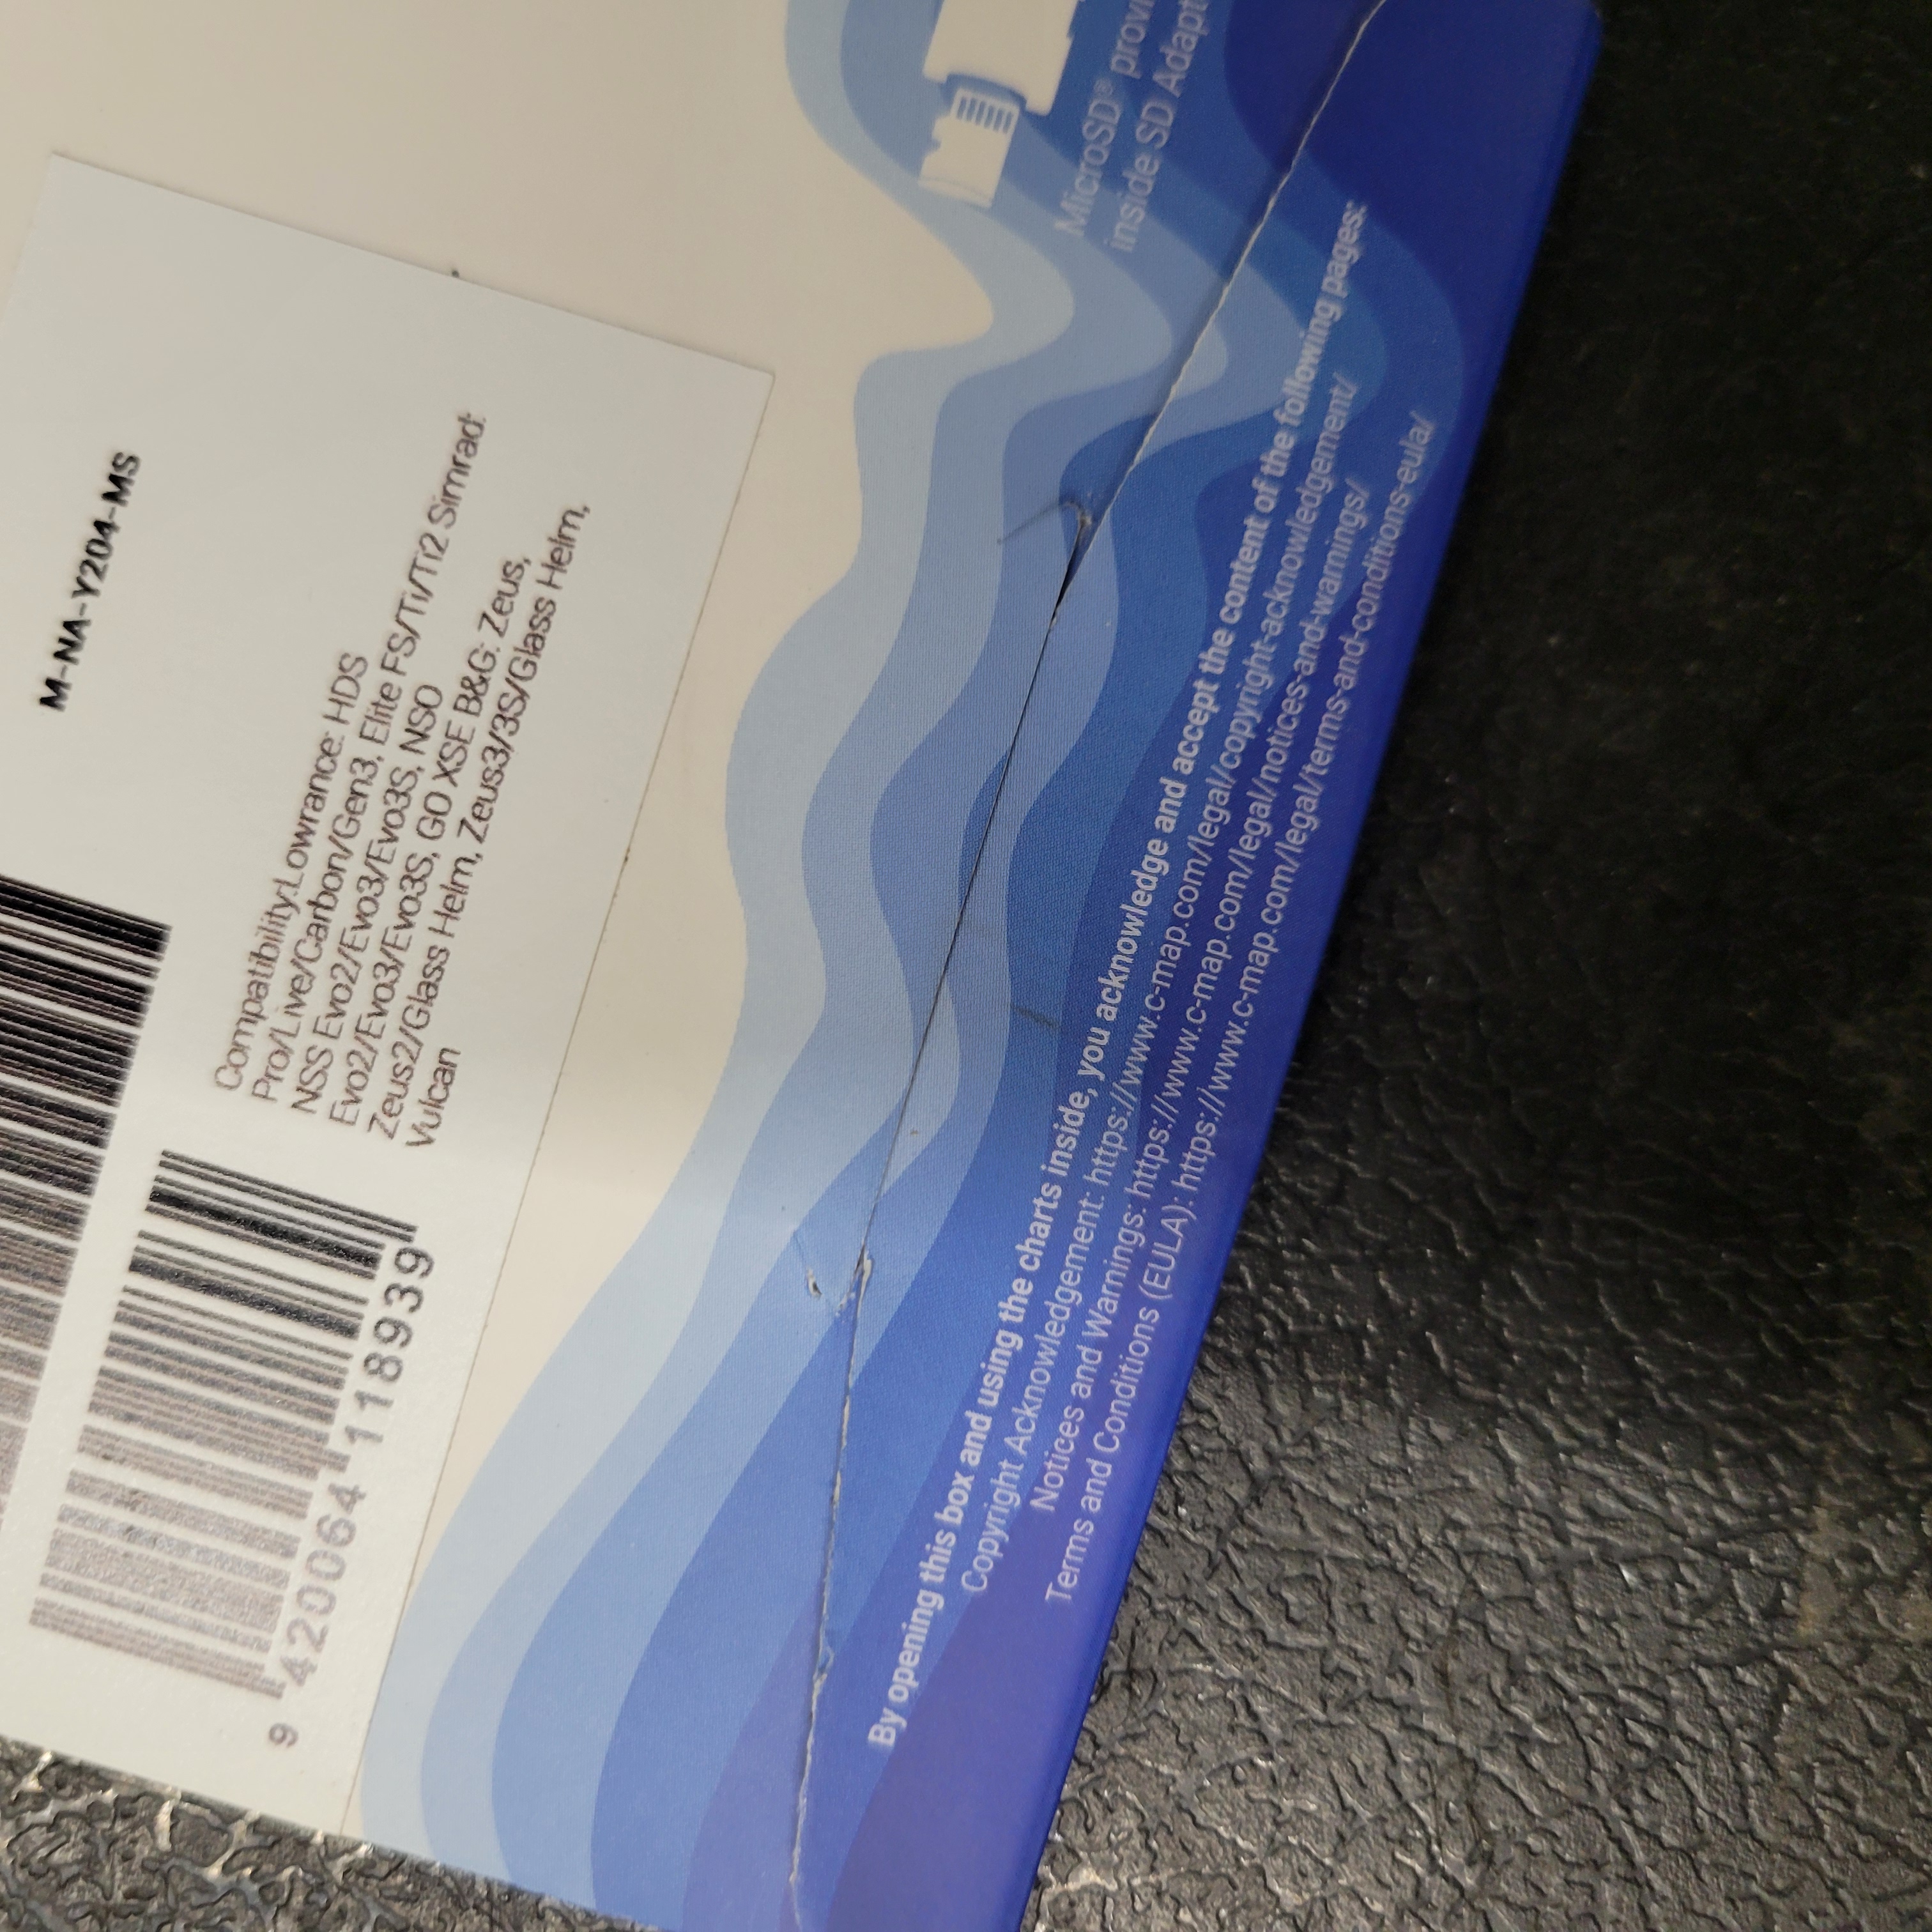 M-NA-Y204-MS
Compatibility:Lowrance: HDS
Pro/Live/Carbon/Gen3, Elite FS/Ti/Ti2 Simrad:
NSS Evo2/Evo3/Evo3S, NSO
Evo2/Evo3/Evo3S, GO XSE B&G: Zeus,
Zeus2/Glass Helm, Zeus3/3S/Glass Helm,
Vulcan
9 420064 118939
MicroSD®
inside SD
By opening this box and using the charts inside, you acknowledge and accept the content of the following pages:
Copyright Acknowledgement: https://www.c-map.com/legal/copyright-acknowledgement/
Notices and Warnings: https://www.c-map.com/legal/notices-and-warnings/
Terms and Conditions (EULA): https://www.c-map.com/legal/terms-and-conditions-eula/